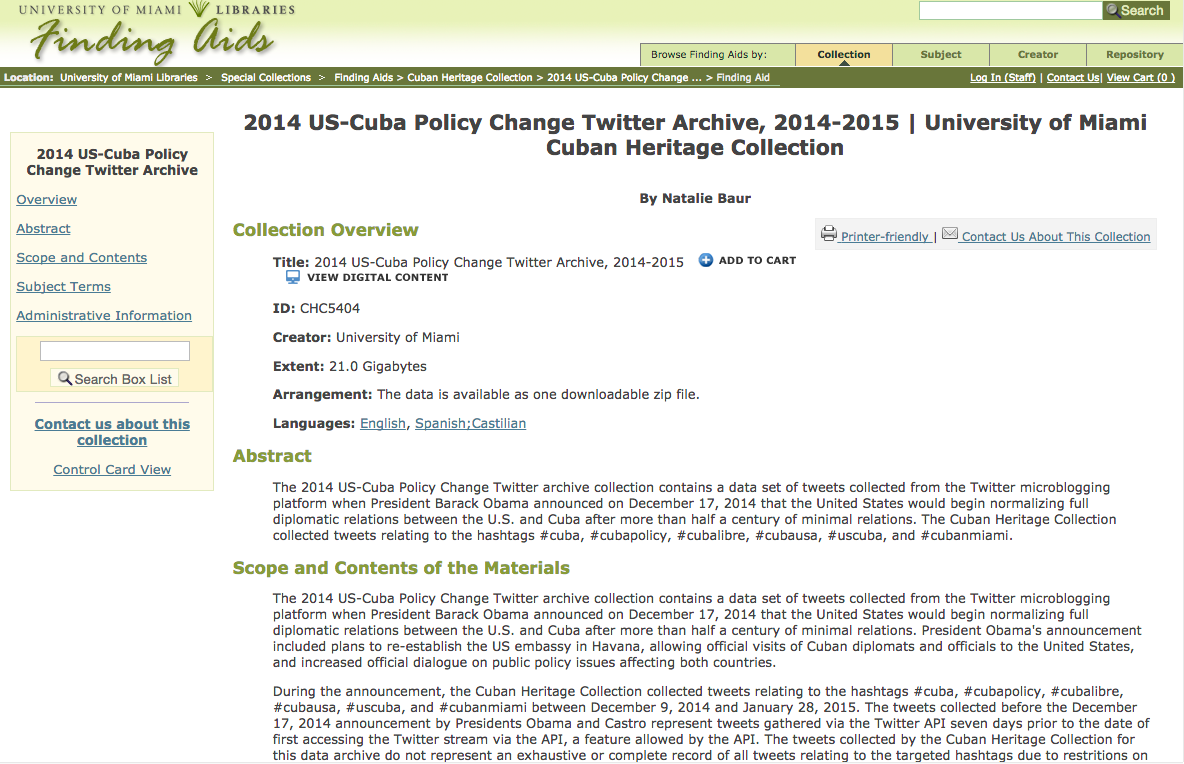 UNIVERSITY OF MIAMI LIBRARIES
Finding Aids
Search
Browse Finding Aids by: Collection Subject Creator Repository
Location: University of Miami Libraries > Special Collections > Finding Aids > Cuban Heritage Collection > 2014 US-Cuba Policy Change ... > Finding Aid
Log In (Staff) | Contact Us| View Cart (0 )
2014 US-Cuba Policy
Change Twitter Archive
Overview
Abstract
Scope and Contents
Subject Terms
Administrative Information
Search Box List
Contact us about this
collection
Control Card View
2014 US-Cuba Policy Change Twitter Archive, 2014-2015 | University of Miami
Cuban Heritage Collection
By Natalie Baur
Printer-friendly | Contact Us About This Collection
Collection Overview
Title: 2014 US-Cuba Policy Change Twitter Archive, 2014-2015 ADD TO CART
VIEW DIGITAL CONTENT
ID: CHC5404
Creator: University of Miami
Extent: 21.0 Gigabytes
Arrangement: The data is available as one downloadable zip file.
Languages: English, Spanish;Castilian
Abstract
The 2014 US-Cuba Policy Change Twitter archive collection contains a data set of tweets collected from the Twitter microblogging
platform when President Barack Obama announced on December 17, 2014 that the United States would begin normalizing full
diplomatic relations between the U.S. and Cuba after more than half a century of minimal relations. The Cuban Heritage Collection
collected tweets relating to the hashtags #cuba, #cubapolicy, #cubalibre, #cubausa, #uscuba, and #cubanmiami.
Scope and Contents of the Materials
The 2014 US-Cuba Policy Change Twitter archive collection contains a data set of tweets collected from the Twitter microblogging
platform when President Barack Obama announced on December 17, 2014 that the United States would begin normalizing full
diplomatic relations between the U.S. and Cuba after more than half a century of minimal relations. President Obama's announcement
included plans to re-establish the US embassy in Havana, allowing official visits of Cuban diplomats and officials to the United States,
and increased official dialogue on public policy issues affecting both countries.
During the announcement, the Cuban Heritage Collection collected tweets relating to the hashtags #cuba, #cubapolicy, #cubalibre,
#cubausa, #uscuba, and #cubanmiami between December 9, 2014 and January 28, 2015. The tweets collected before the December
17, 2014 announcement by Presidents Obama and Castro represent tweets gathered via the Twitter API seven days prior to the date of
first accessing the Twitter stream via the API, a feature allowed by the API. The tweets collected by the Cuban Heritage Collection for
this data archive do not represent an exhaustive or complete record of all tweets relating to the targeted hashtags due to restritions on